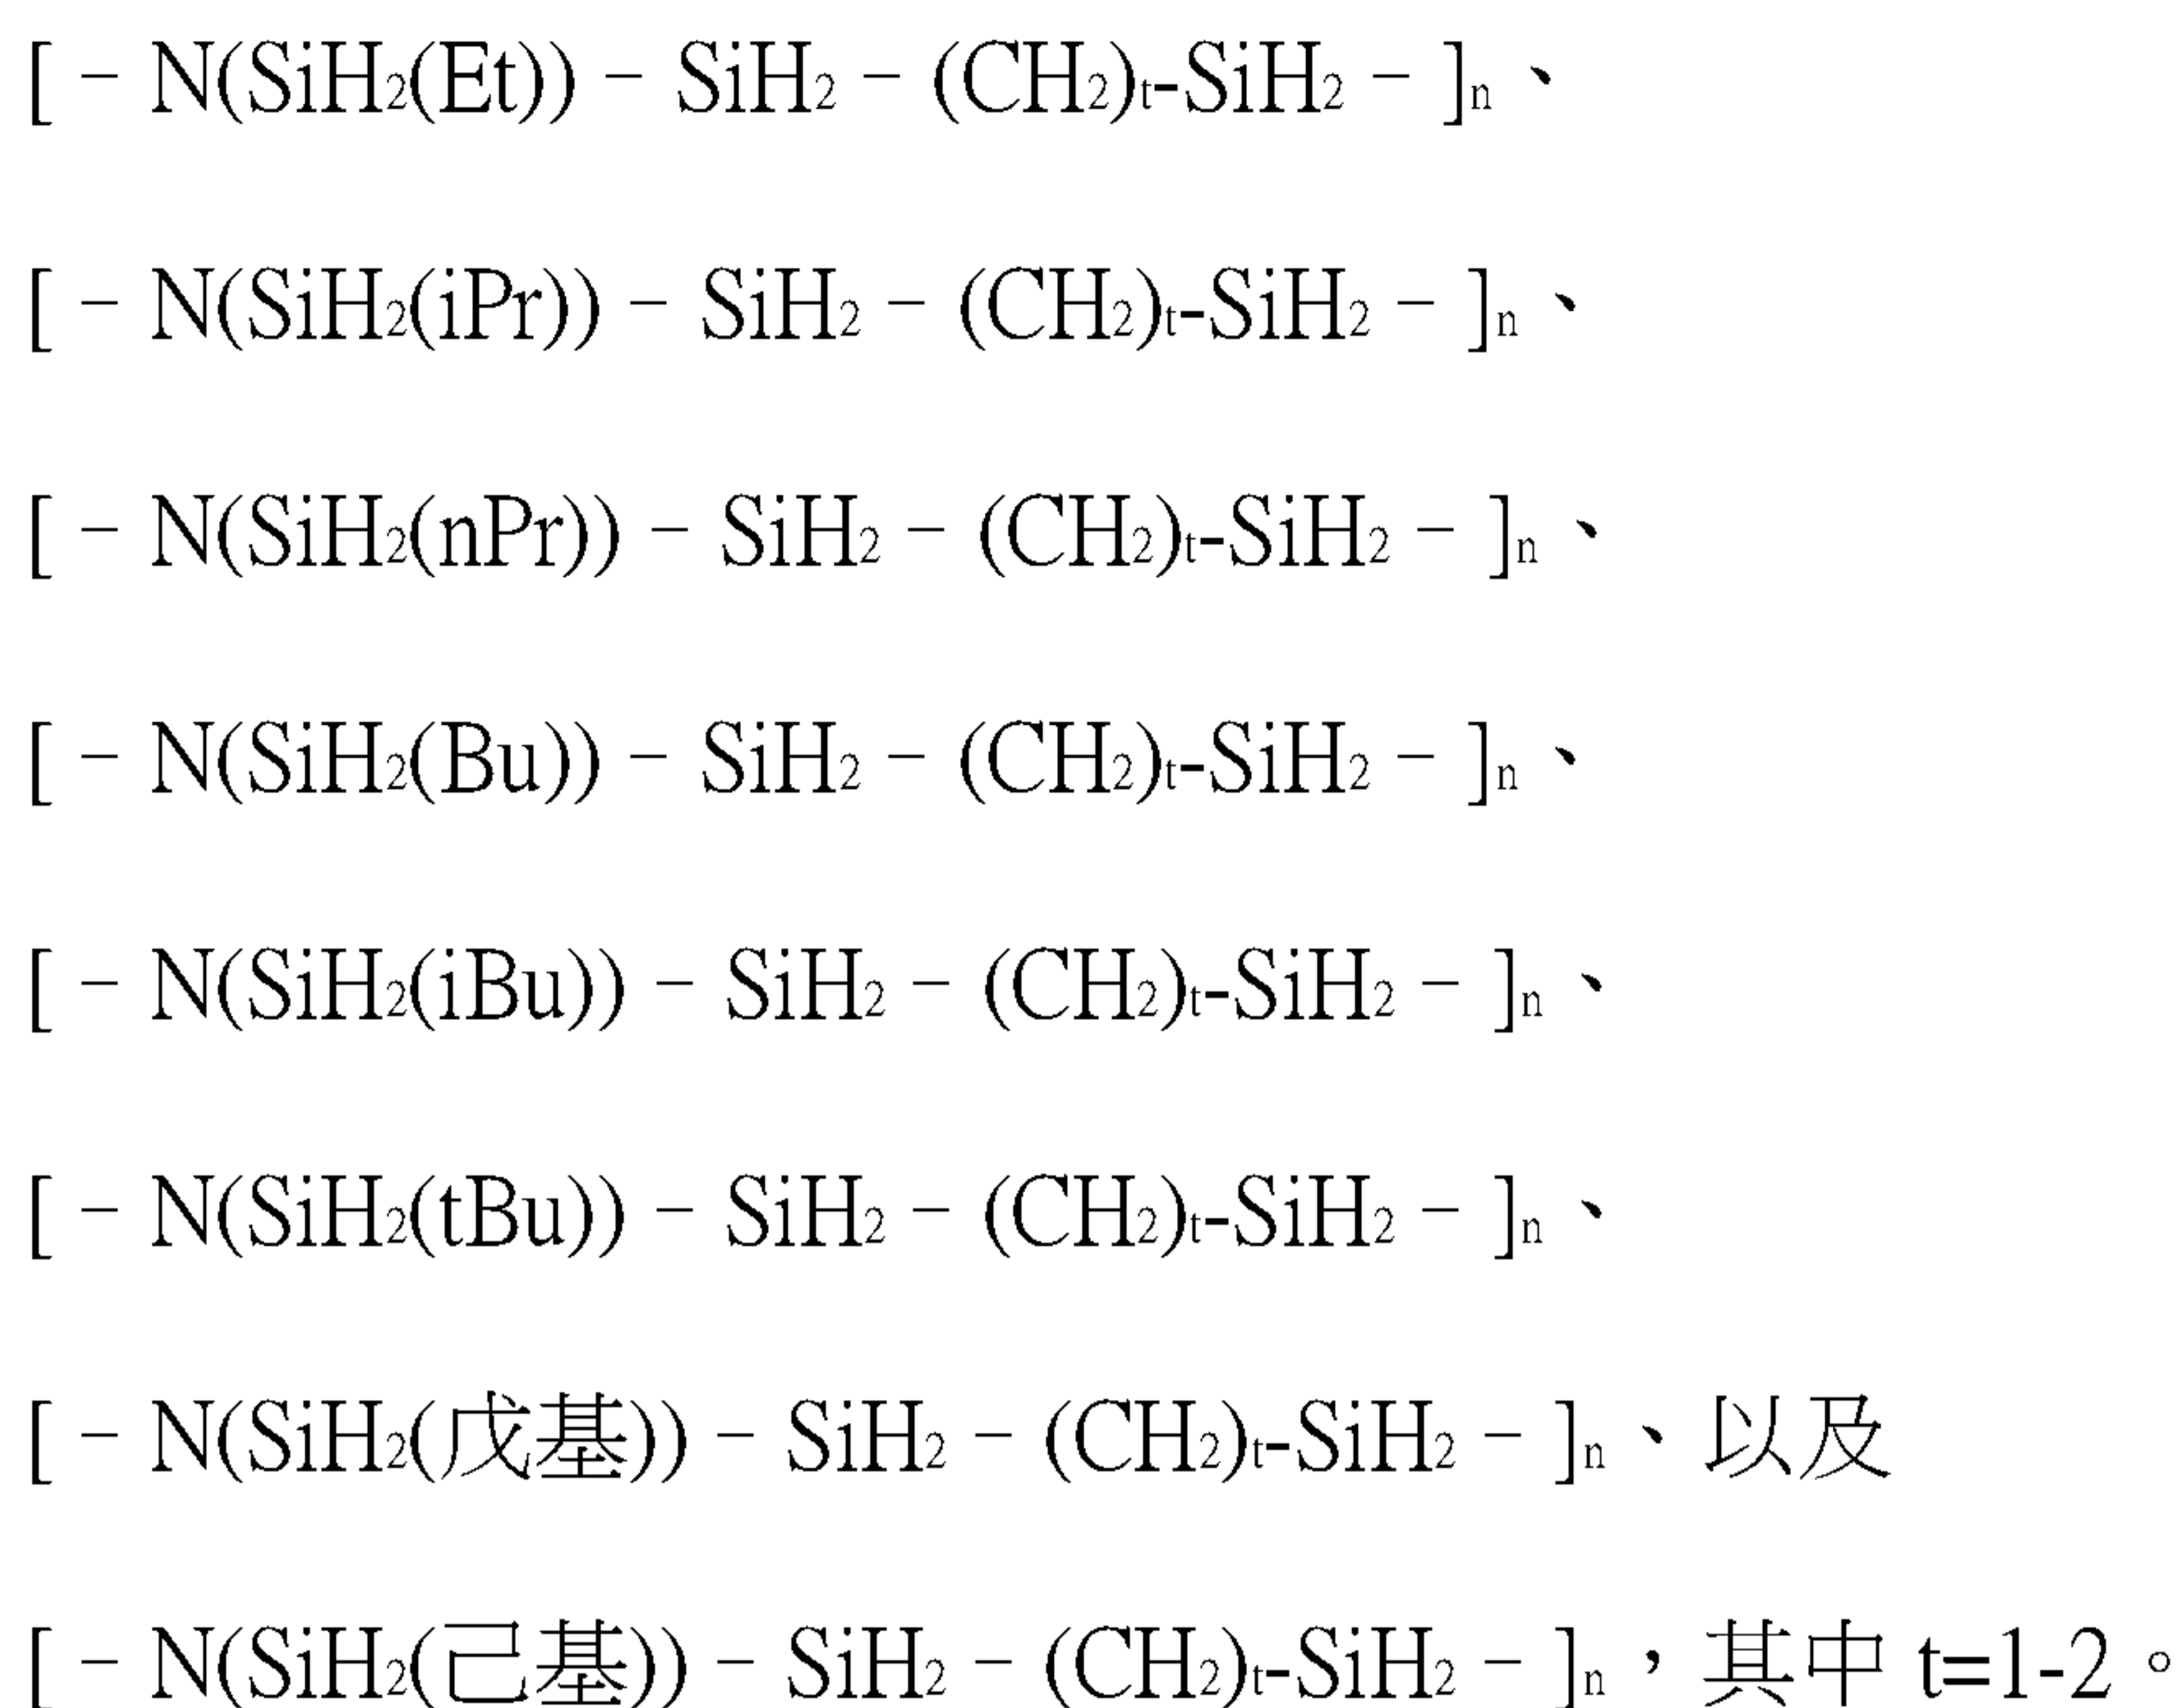 [－N(SiH₂(Et))－SiH₂－(CH₂)ₜ-SiH₂－]ₙ、
[－N(SiH₂(iPr))－SiH₂－(CH₂)ₜ-SiH₂－]ₙ、
[－N(SiH₂(nPr))－SiH₂－(CH₂)ₜ-SiH₂－]ₙ、
[－N(SiH₂(Bu))－SiH₂－(CH₂)ₜ-SiH₂－]ₙ、
[－N(SiH₂(iBu))－SiH₂－(CH₂)ₜ-SiH₂－]ₙ、
[－N(SiH₂(tBu))－SiH₂－(CH₂)ₜ-SiH₂－]ₙ、
[－N(SiH₂(戊基))－SiH₂－(CH₂)ₜ-SiH₂－]ₙ、以及
[－N(SiH₂(己基))－SiH₂－(CH₂)ₜ-SiH₂－]ₙ，其中 t=1-2。